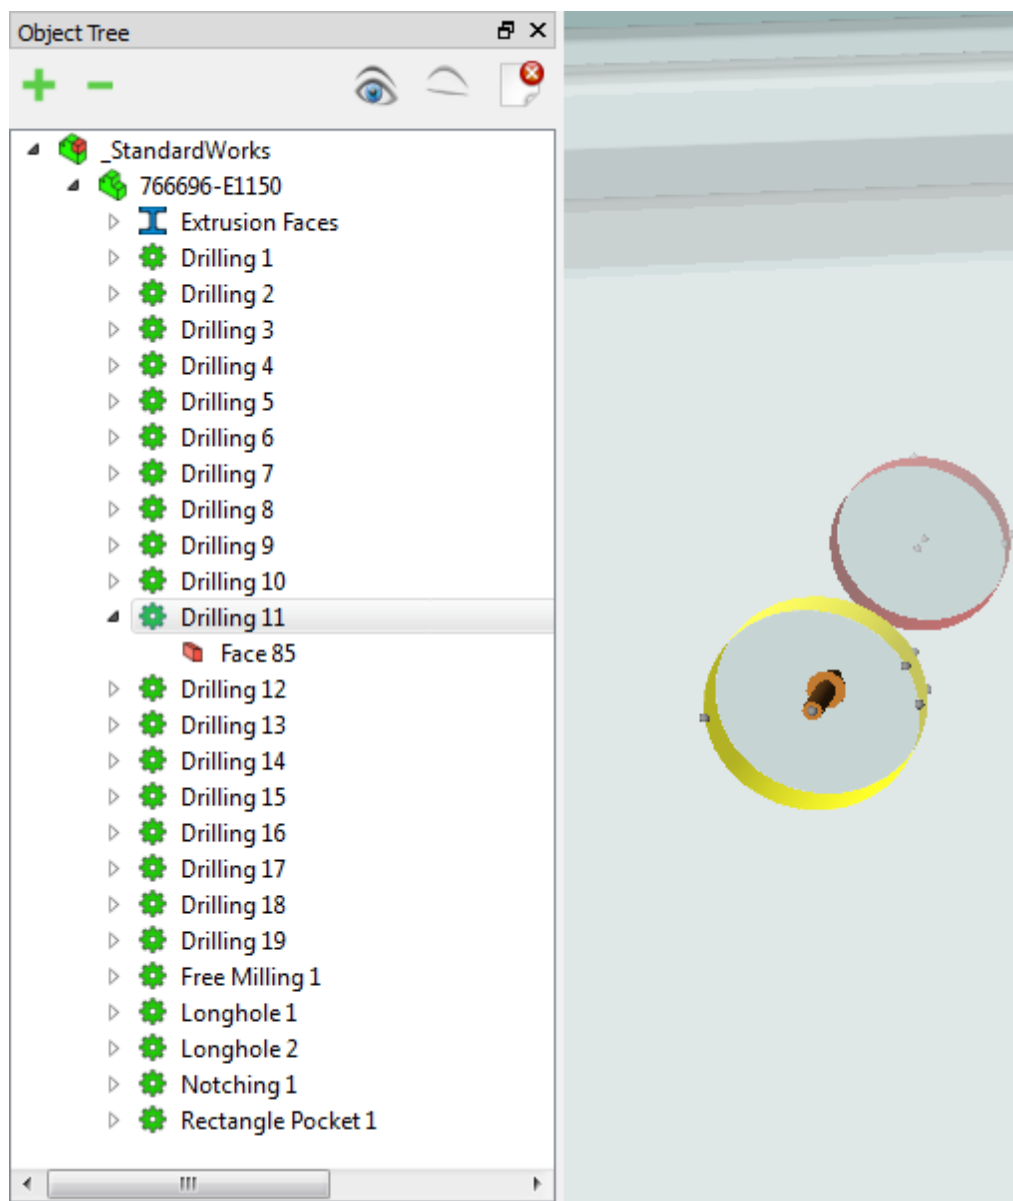 Object Tree
_StandardWorks
766696-E1150
Extrusion Faces
Drilling 1
Drilling 2
Drilling 3
Drilling 4
Drilling 5
Drilling 6
Drilling 7
Drilling 8
Drilling 9
Drilling 10
Drilling 11
Face 85
Drilling 12
Drilling 13
Drilling 14
Drilling 15
Drilling 16
Drilling 17
Drilling 18
Drilling 19
Free Milling 1
Longhole 1
Longhole 2
Notching 1
Rectangle Pocket 1